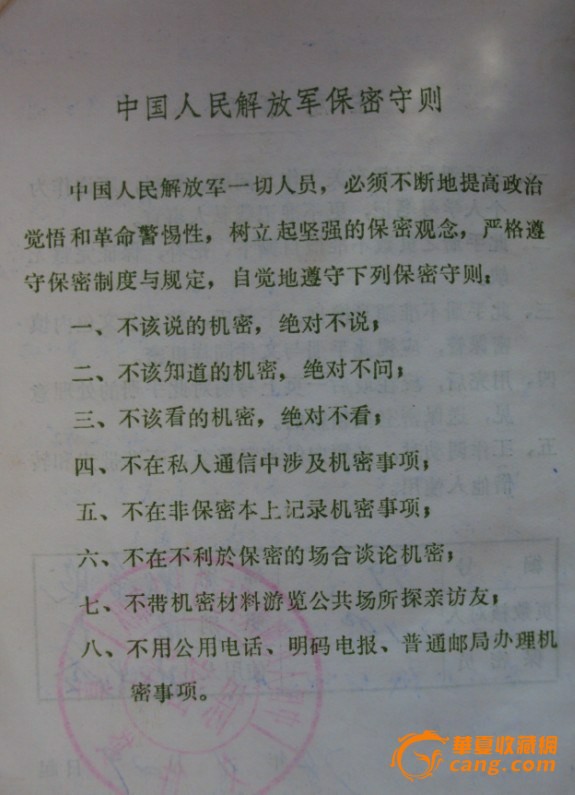 中国人民解放军保密守则
中国人民解放军一切人员，必须不断地提高政治
觉悟和革命警惕性，树立起坚强的保密观念，严格遵
守保密制度与规定，自觉地遵守下列保密守则：
一、不该说的机密，绝对不说；
二、不该知道的机密，绝对不问；
三、不该看的机密，绝对不看；
四、不在私人通信中涉及机密事项；
五、不在非保密本上记录机密事项；
六、不在不利於保密的场合谈论机密；
七、不带机密材料游览公共场所探亲访友；
八、不用公用电话、明码电报、普通邮局办理机
密事项。
華夏收藏網
cang.com